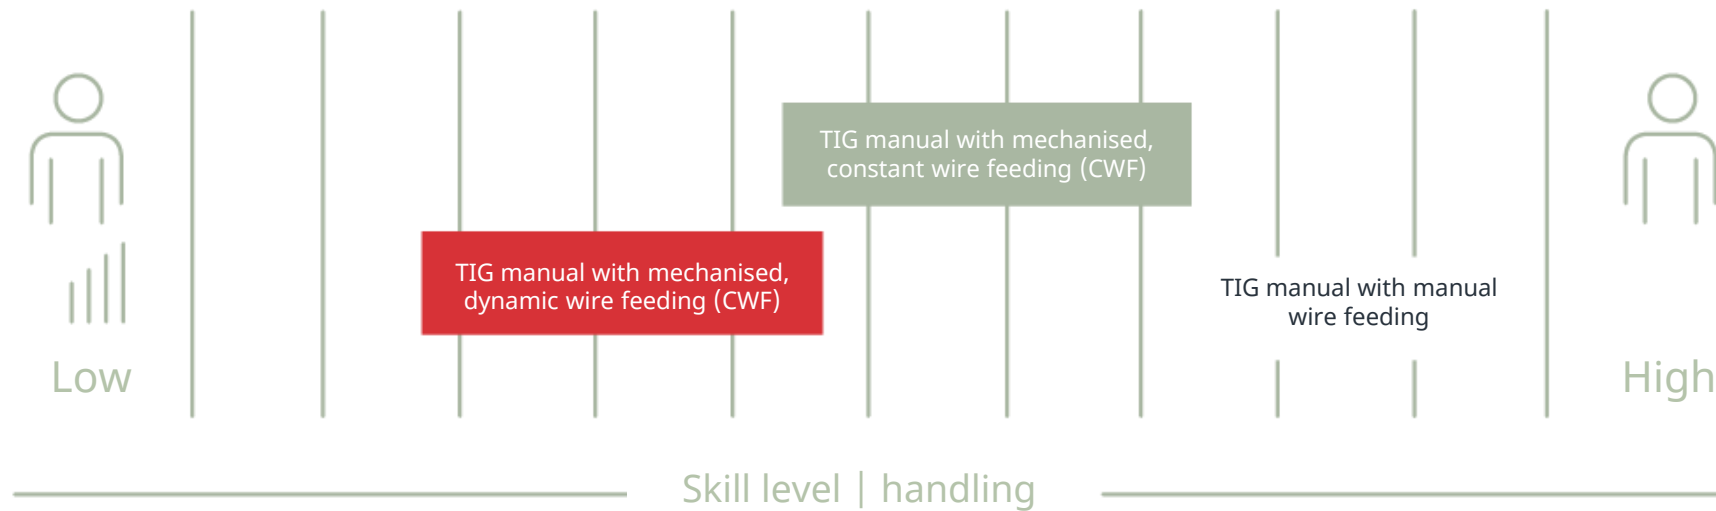 TIG manual with mechanised,
constant wire feeding (CWF)
TIG manual with mechanised,
dynamic wire feeding (CWF)
TIG manual with manual
wire feeding
Low
High
Skill level | handling